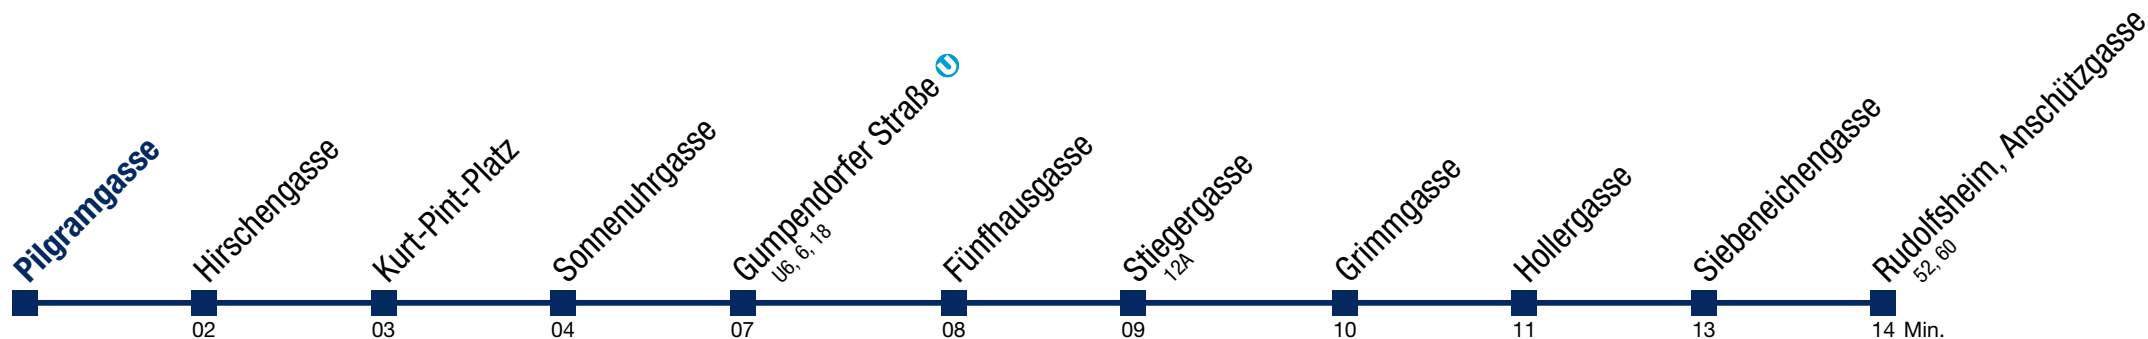 Pilgramgasse
Hirschengasse
Kurt-Pint-Platz
Sonnenuhrgasse
Gumpendorfer Straße U
U6, 6, 18
Fünfhausgasse
Stiegergasse
12A
Grimmgasse
Hollergasse
Siebeneichengasse
Rudolfsheim, Anschützgasse
52, 60
02 03 04 07 08 09 10 11 13 14 Min.